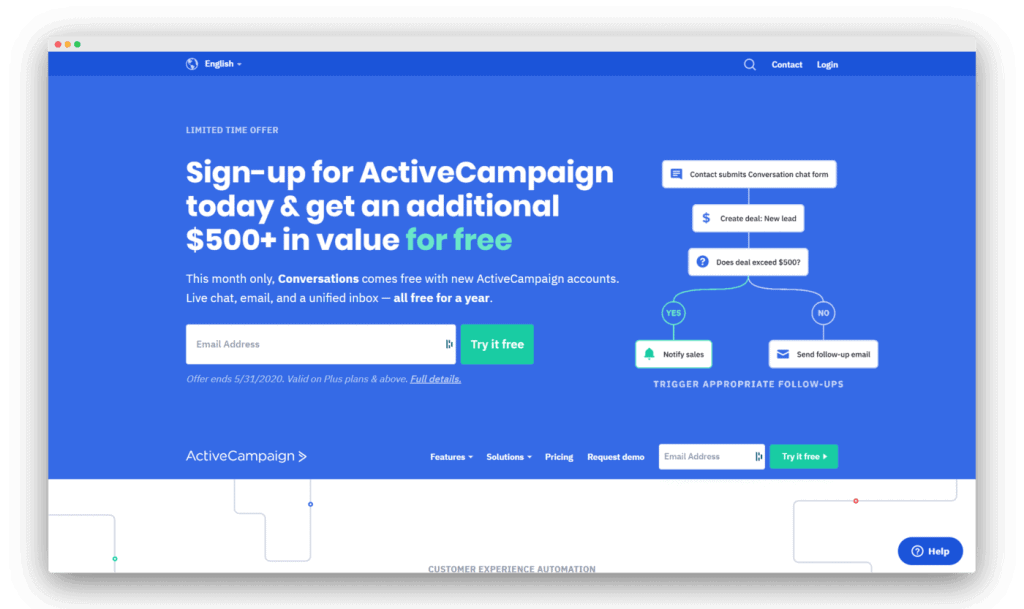 English
Contact
Login
LIMITED TIME OFFER
Sign-up for ActiveCampaign
today & get an additional
$500+ in value for free
This month only, Conversations comes free with new ActiveCampaign accounts.
Live chat, email, and a unified inbox — all free for a year.
Email Address
Try it free
Offer ends 5/31/2020. Valid on Plus plans & above. Full details.
Contact submits Conversation chat form
$ Create deal: New lead
? Does deal exceed $500?
YES
NO
Notify sales
Send follow-up email
TRIGGER APPROPRIATE FOLLOW-UPS
ActiveCampaign >
Features
Solutions
Pricing
Request demo
Email Address
Try it free
CUSTOMER EXPERIENCE AUTOMATION
? Help